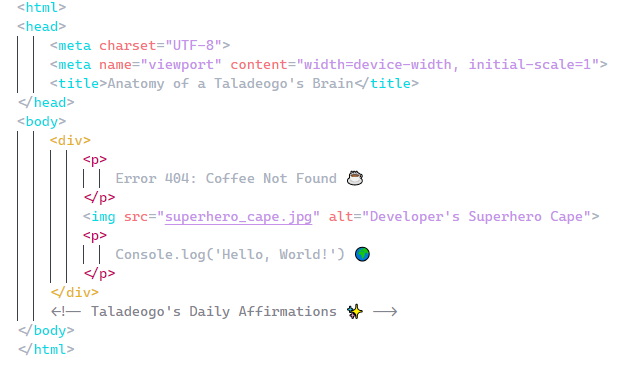 <html>
<head>
<meta charset="UTF-8">
<meta name="viewport" content="width=device-width, initial-scale=1">
<title>Anatomy of a Taladeogo's Brain</title>
</head>
<body>
<div>
<p>
Error 404: Coffee Not Found ☕
</p>
<img src="superhero_cape.jpg" alt="Developer's Superhero Cape">
<p>
Console.log('Hello, World!') 🌍
</p>
</div>
<!-- Taladeogo's Daily Affirmations ✨ -->
</body>
</html>